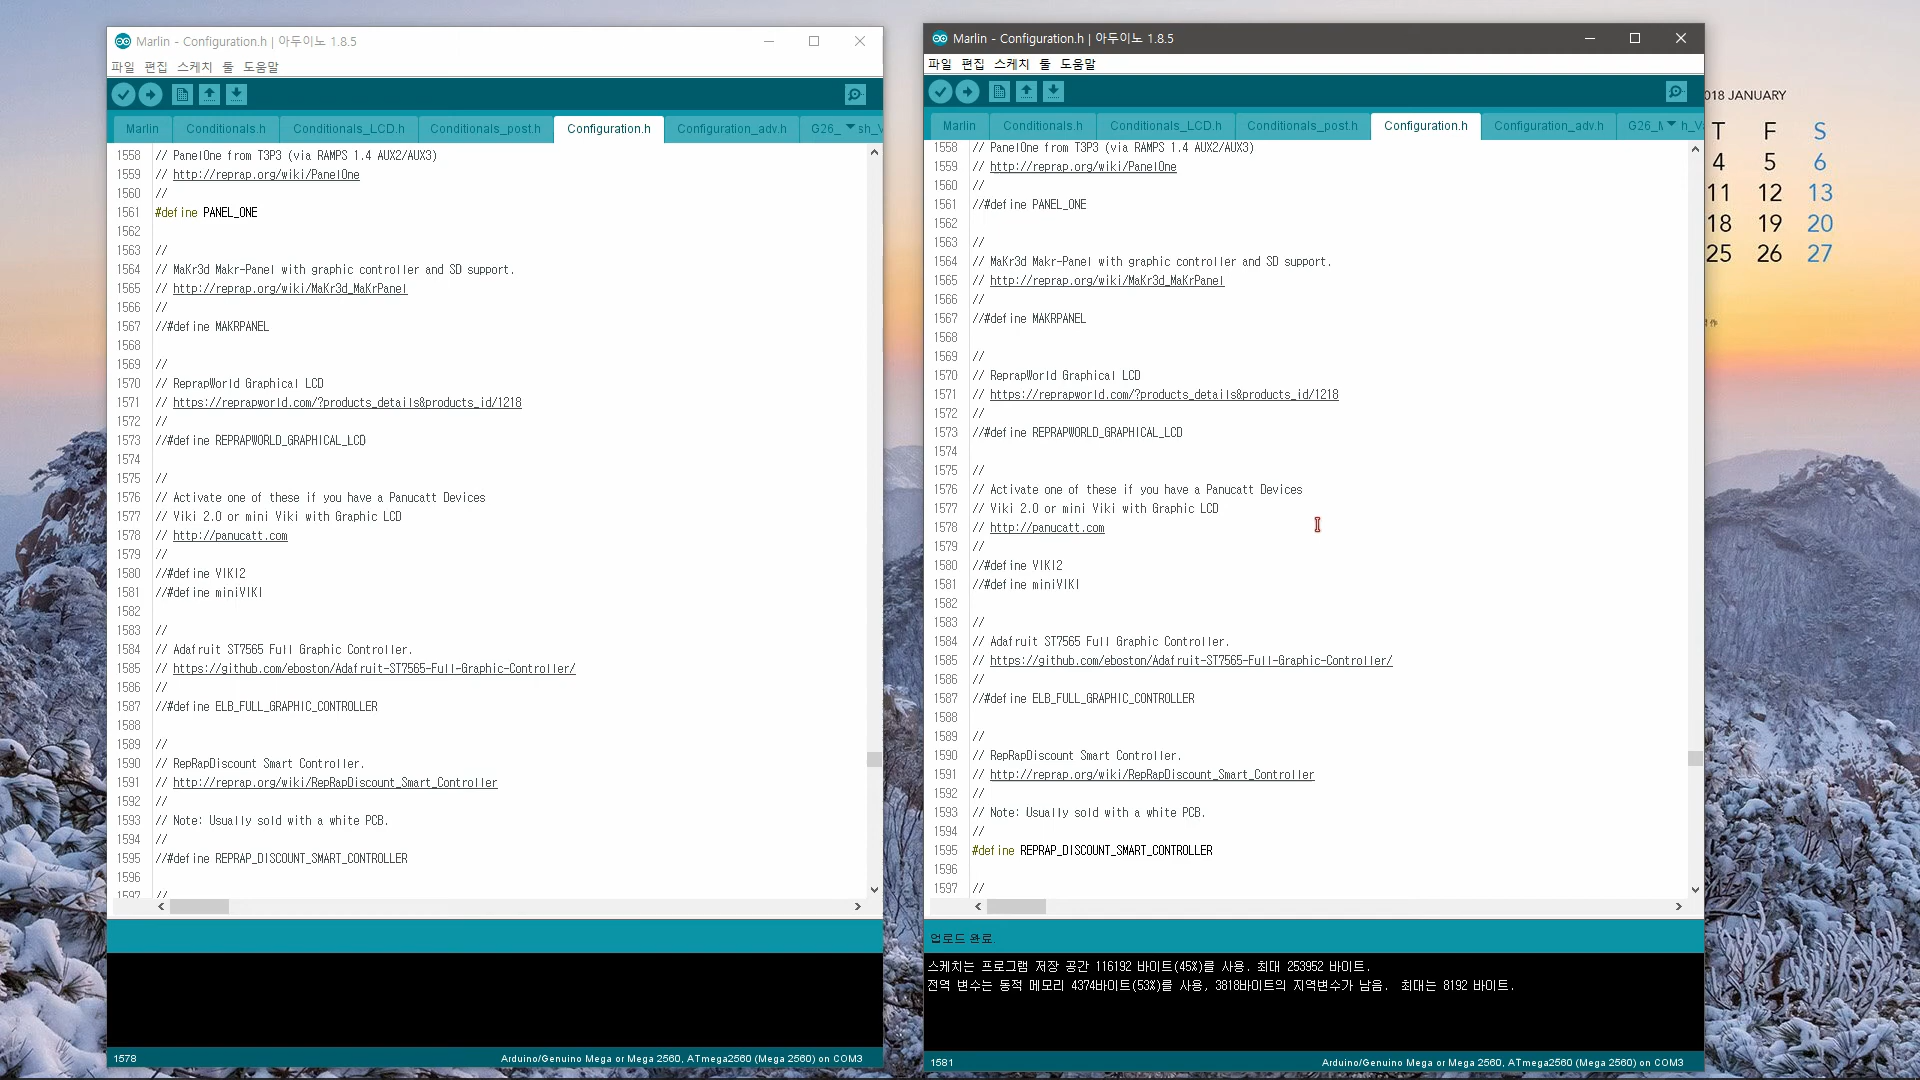 Marlin - Configuration.h | 아두이노 1.8.5
파일 편집 스케치 툴 도움말
Marlin Conditionals.h Conditionals_LCD.h Conditionals_post.h Configuration.h Configuration_adv.h G26_ sh_V
1558 // PanelOne from T3P3 (via RAMPS 1.4 AUX2/AUX3)
1559 // http://reprap.org/wiki/PanelOne
1560 //
1561 #define PANEL_ONE
1562
1563 //
1564 // MaKr3d Makr-Panel with graphic controller and SD support.
1565 // http://reprap.org/wiki/MaKr3d_MaKrPanel
1566 //
1567 //#define MAKRPANEL
1568
1569 //
1570 // ReprapWorld Graphical LCD
1571 // https://reprapworld.com/?products_details&products_id/1218
1572 //
1573 //#define REPRAPWORLD_GRAPHICAL_LCD
1574
1575 //
1576 // Activate one of these if you have a Panucatt Devices
1577 // Viki 2.0 or mini Viki with Graphic LCD
1578 // http://panucatt.com
1579 //
1580 //#define VIKI2
1581 //#define miniVIKI
1582
1583 //
1584 // Adafruit ST7565 Full Graphic Controller.
1585 // https://github.com/eboston/Adafruit-ST7565-Full-Graphic-Controller/
1586 //
1587 //#define ELB_FULL_GRAPHIC_CONTROLLER
1588
1589 //
1590 // RepRapDiscount Smart Controller.
1591 // http://reprap.org/wiki/RepRapDiscount_Smart_Controller
1592 //
1593 // Note: Usually sold with a white PCB.
1594 //
1595 //#define REPRAP_DISCOUNT_SMART_CONTROLLER
1596
1597 //
1578 Arduino/Genuino Mega or Mega 2560, ATmega2560 (Mega 2560) on COM3
Marlin - Configuration.h | 아두이노 1.8.5
파일 편집 스케치 툴 도움말
Marlin Conditionals.h Conditionals_LCD.h Conditionals_post.h Configuration.h Configuration_adv.h G26_M h_Va
1558 // PanelOne from T3P3 (via RAMPS 1.4 AUX2/AUX3)
1559 // http://reprap.org/wiki/PanelOne
1560 //
1561 //#define PANEL_ONE
1562
1563 //
1564 // MaKr3d Makr-Panel with graphic controller and SD support.
1565 // http://reprap.org/wiki/MaKr3d_MaKrPanel
1566 //
1567 //#define MAKRPANEL
1568
1569 //
1570 // ReprapWorld Graphical LCD
1571 // https://reprapworld.com/?products_details&products_id/1218
1572 //
1573 //#define REPRAPWORLD_GRAPHICAL_LCD
1574
1575 //
1576 // Activate one of these if you have a Panucatt Devices
1577 // Viki 2.0 or mini Viki with Graphic LCD
1578 // http://panucatt.com
1579 //
1580 //#define VIKI2
1581 //#define miniVIKI
1582
1583 //
1584 // Adafruit ST7565 Full Graphic Controller.
1585 // https://github.com/eboston/Adafruit-ST7565-Full-Graphic-Controller/
1586 //
1587 //#define ELB_FULL_GRAPHIC_CONTROLLER
1588
1589 //
1590 // RepRapDiscount Smart Controller.
1591 // http://reprap.org/wiki/RepRapDiscount_Smart_Controller
1592 //
1593 // Note: Usually sold with a white PCB.
1594 //
1595 #define REPRAP_DISCOUNT_SMART_CONTROLLER
1596
1597 //
업로드 완료.
스케치는 프로그램 저장 공간 116192 바이트(45%)를 사용. 최대 253952 바이트.
전역 변수는 동적 메모리 4374바이트(53%)를 사용, 3818바이트의 지역변수가 남음. 최대는 8192 바이트.
1581 Arduino/Genuino Mega or Mega 2560, ATmega2560 (Mega 2560) on COM3
018 JANUARY
T F S
4 5 6
11 12 13
18 19 20
25 26 27